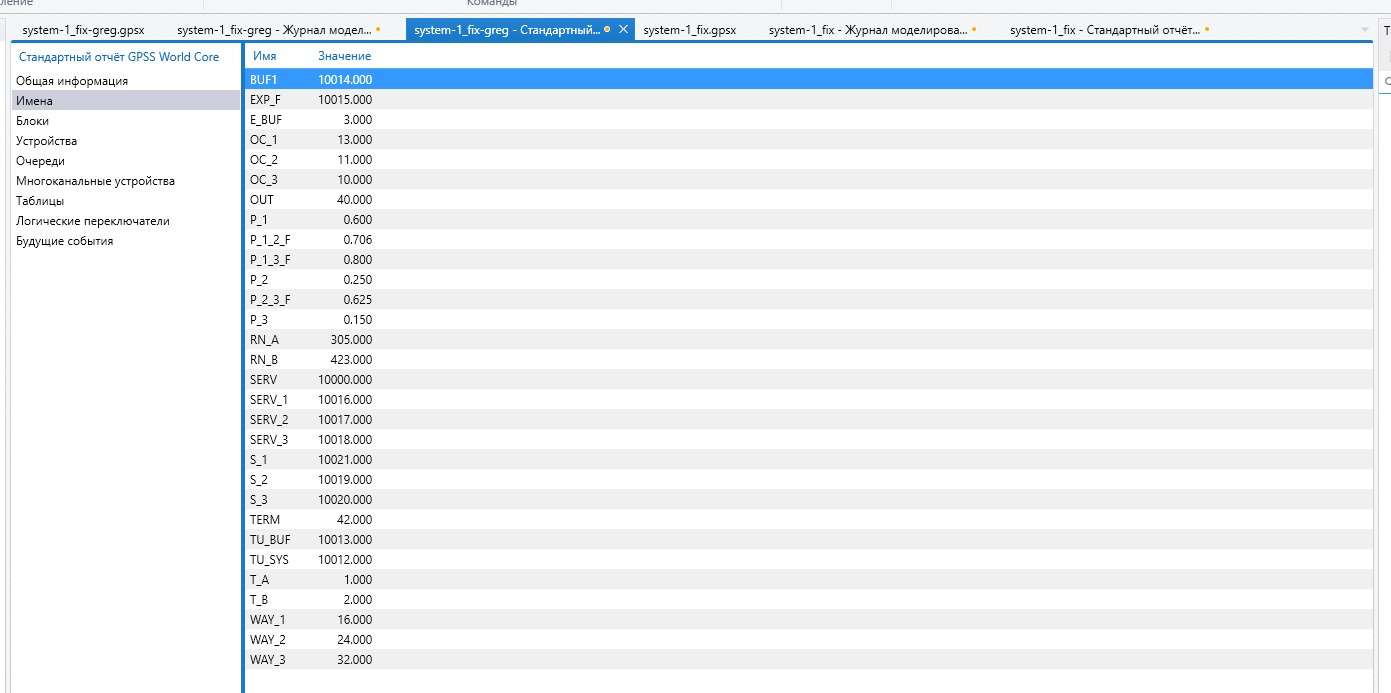 ление
Команды
system-1_fix-greg.gpsx system-1_fix-greg - Журнал модел... system-1_fix-greg - Стандартный... system-1_fix.gpsx system-1_fix - Журнал моделирова... system-1_fix - Стандартный отчёт... Т
Стандартный отчёт GPSS World Core
Общая информация
Имена
Блоки
Устройства
Очереди
Многоканальные устройства
Таблицы
Логические переключатели
Будущие события
Имя Значение
BUF1 10014.000
EXP_F 10015.000
E_BUF 3.000
OC_1 13.000
OC_2 11.000
OC_3 10.000
OUT 40.000
P_1 0.600
P_1_2_F 0.706
P_1_3_F 0.800
P_2 0.250
P_2_3_F 0.625
P_3 0.150
RN_A 305.000
RN_B 423.000
SERV 10000.000
SERV_1 10016.000
SERV_2 10017.000
SERV_3 10018.000
S_1 10021.000
S_2 10019.000
S_3 10020.000
TERM 42.000
TU_BUF 10013.000
TU_SYS 10012.000
T_A 1.000
T_B 2.000
WAY_1 16.000
WAY_2 24.000
WAY_3 32.000